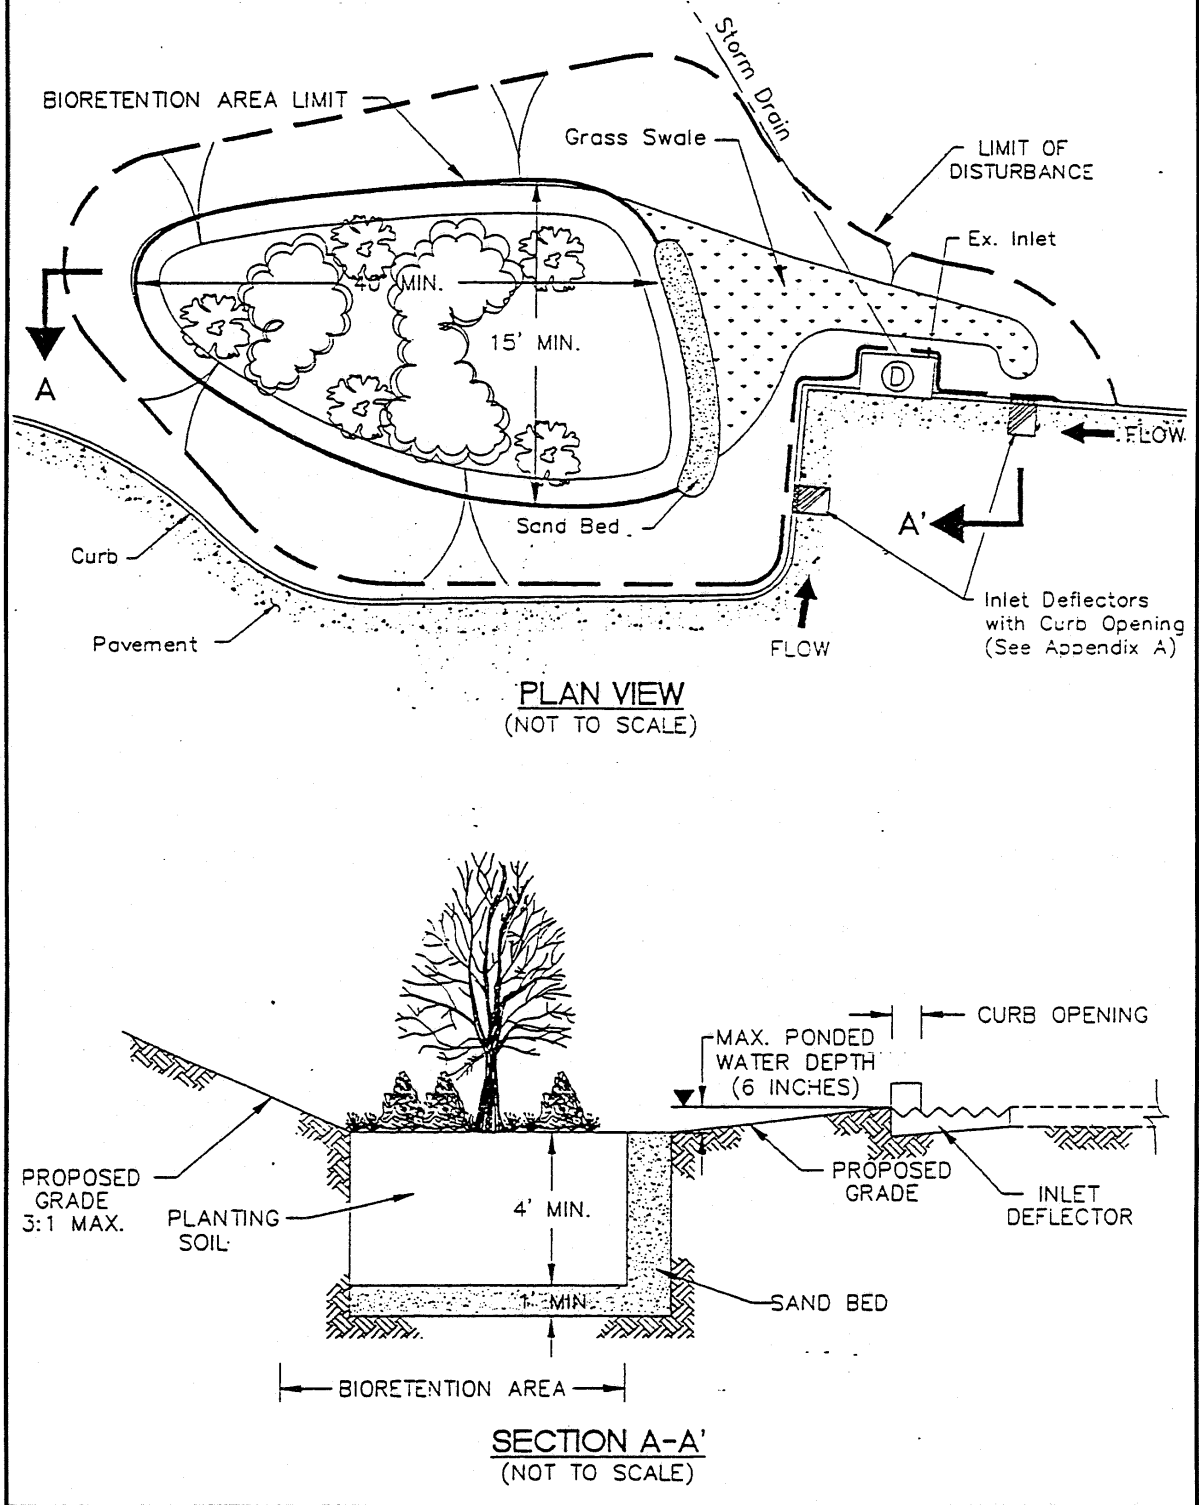 Storm Drain
BIORETENTION AREA LIMIT
Grass Swale
LIMIT OF
DISTURBANCE
Ex. Inlet
40' MIN.
15' MIN.
D
A
FLOW
A'
Sand Bed
Curb
Inlet Deflectors
with Curb Opening
(See Appendix A)
Pavement
FLOW
PLAN VIEW
(NOT TO SCALE)
CURB OPENING
MAX. PONDED
WATER DEPTH
(6 INCHES)
PROPOSED
GRADE
3:1 MAX.
PLANTING
SOIL
4' MIN.
PROPOSED
GRADE
INLET
DEFLECTOR
1' MIN.
SAND BED
BIORETENTION AREA
SECTION A-A'
(NOT TO SCALE)